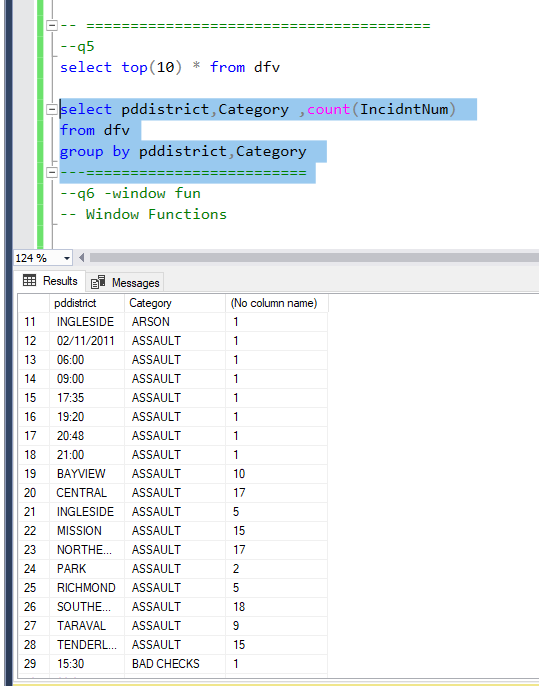 -- =======================================
--q5
select top(10) * from dfv
select pddistrict,Category ,count(IncidntNum)
from dfv
group by pddistrict,Category
---=========================
--q6 -window fun
-- Window Functions
124 %
Results Messages
pddistrict Category (No column name)
11 INGLESIDE ARSON 1
12 02/11/2011 ASSAULT 1
13 06:00 ASSAULT 1
14 09:00 ASSAULT 1
15 17:35 ASSAULT 1
16 19:20 ASSAULT 1
17 20:48 ASSAULT 1
18 21:00 ASSAULT 1
19 BAYVIEW ASSAULT 10
20 CENTRAL ASSAULT 17
21 INGLESIDE ASSAULT 5
22 MISSION ASSAULT 15
23 NORTHE... ASSAULT 17
24 PARK ASSAULT 2
25 RICHMOND ASSAULT 5
26 SOUTHE... ASSAULT 18
27 TARAVAL ASSAULT 9
28 TENDERL... ASSAULT 15
29 15:30 BAD CHECKS 1